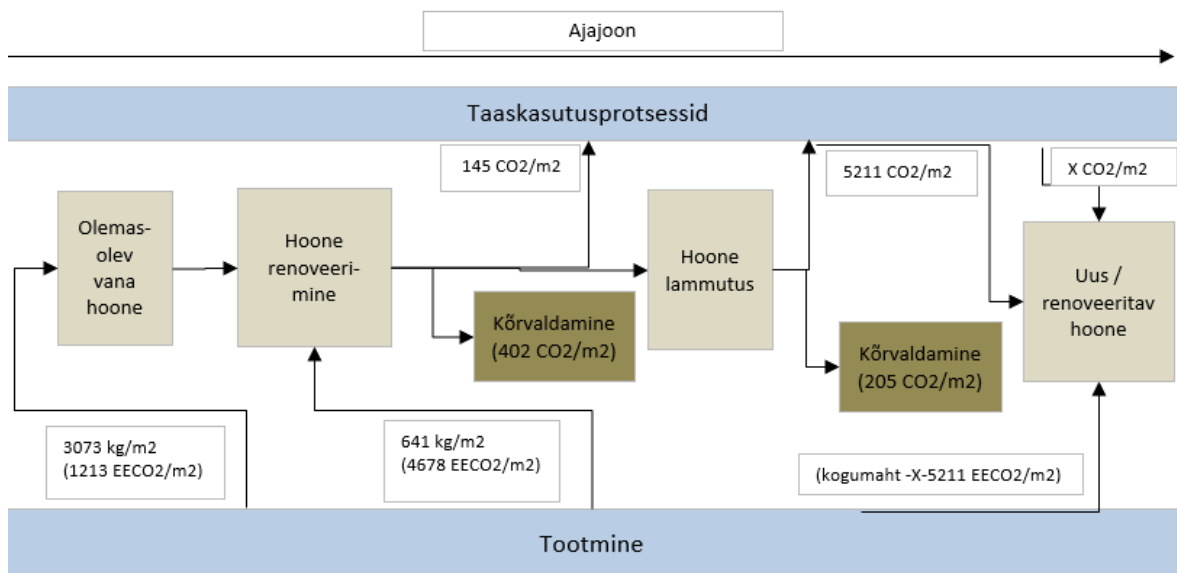 Ajajoon
Taaskasutusprotsessid
145 CO2/m2
5211 CO2/m2
X CO2/m2
Olemas-
olev
vana
hoone
Hoone
renoveeri-
mine
Hoone
lammutus
Uus /
renoveeritav
hoone
Kõrvaldamine
(402 CO2/m2)
Kõrvaldamine
(205 CO2/m2)
3073 kg/m2
(1213 EECO2/m2)
641 kg/m2
(4678 EECO2/m2)
(kogumaht -X-5211 EECO2/m2)
Tootmine